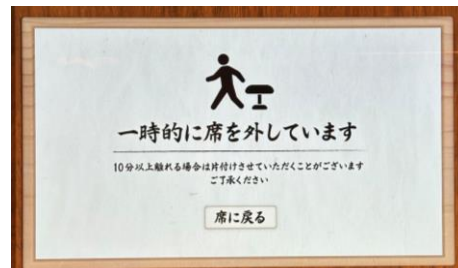 一時的に席を外しています
10分以上離れる場合は片付けさせていただくことがございます
ご了承ください
席に戻る